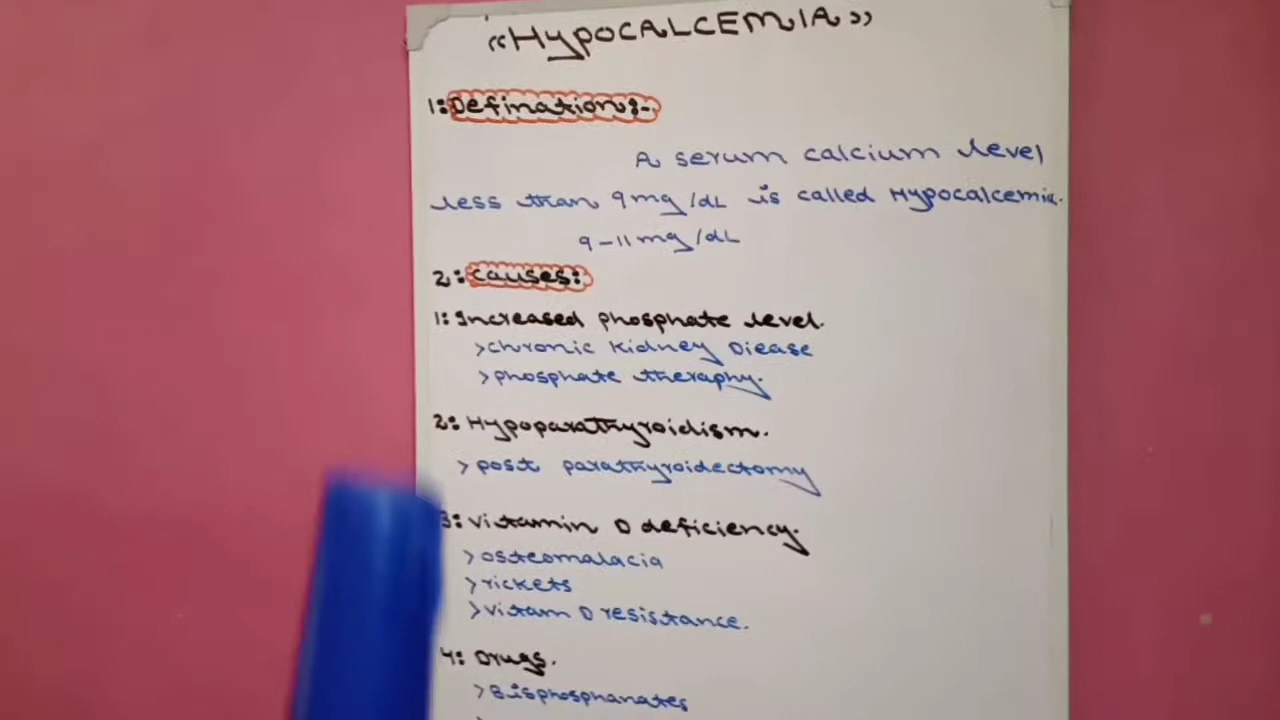 «HYPOCALCEMIA»
1: Defination:-
A serum calcium level
less than 9mg/dL is called Hypocalcemia.
9-11mg/dL
2: causes:
1: Increased phosphate level.
>chronic kidney Diease
>phosphate theraphy.
2: Hypoparathyroidism.
>post parathyroidectomy
3: vitamin D deficiency.
>osteomalacia
>rickets
>vitam D resistance.
4: Drugs.
>Bisphosphanates